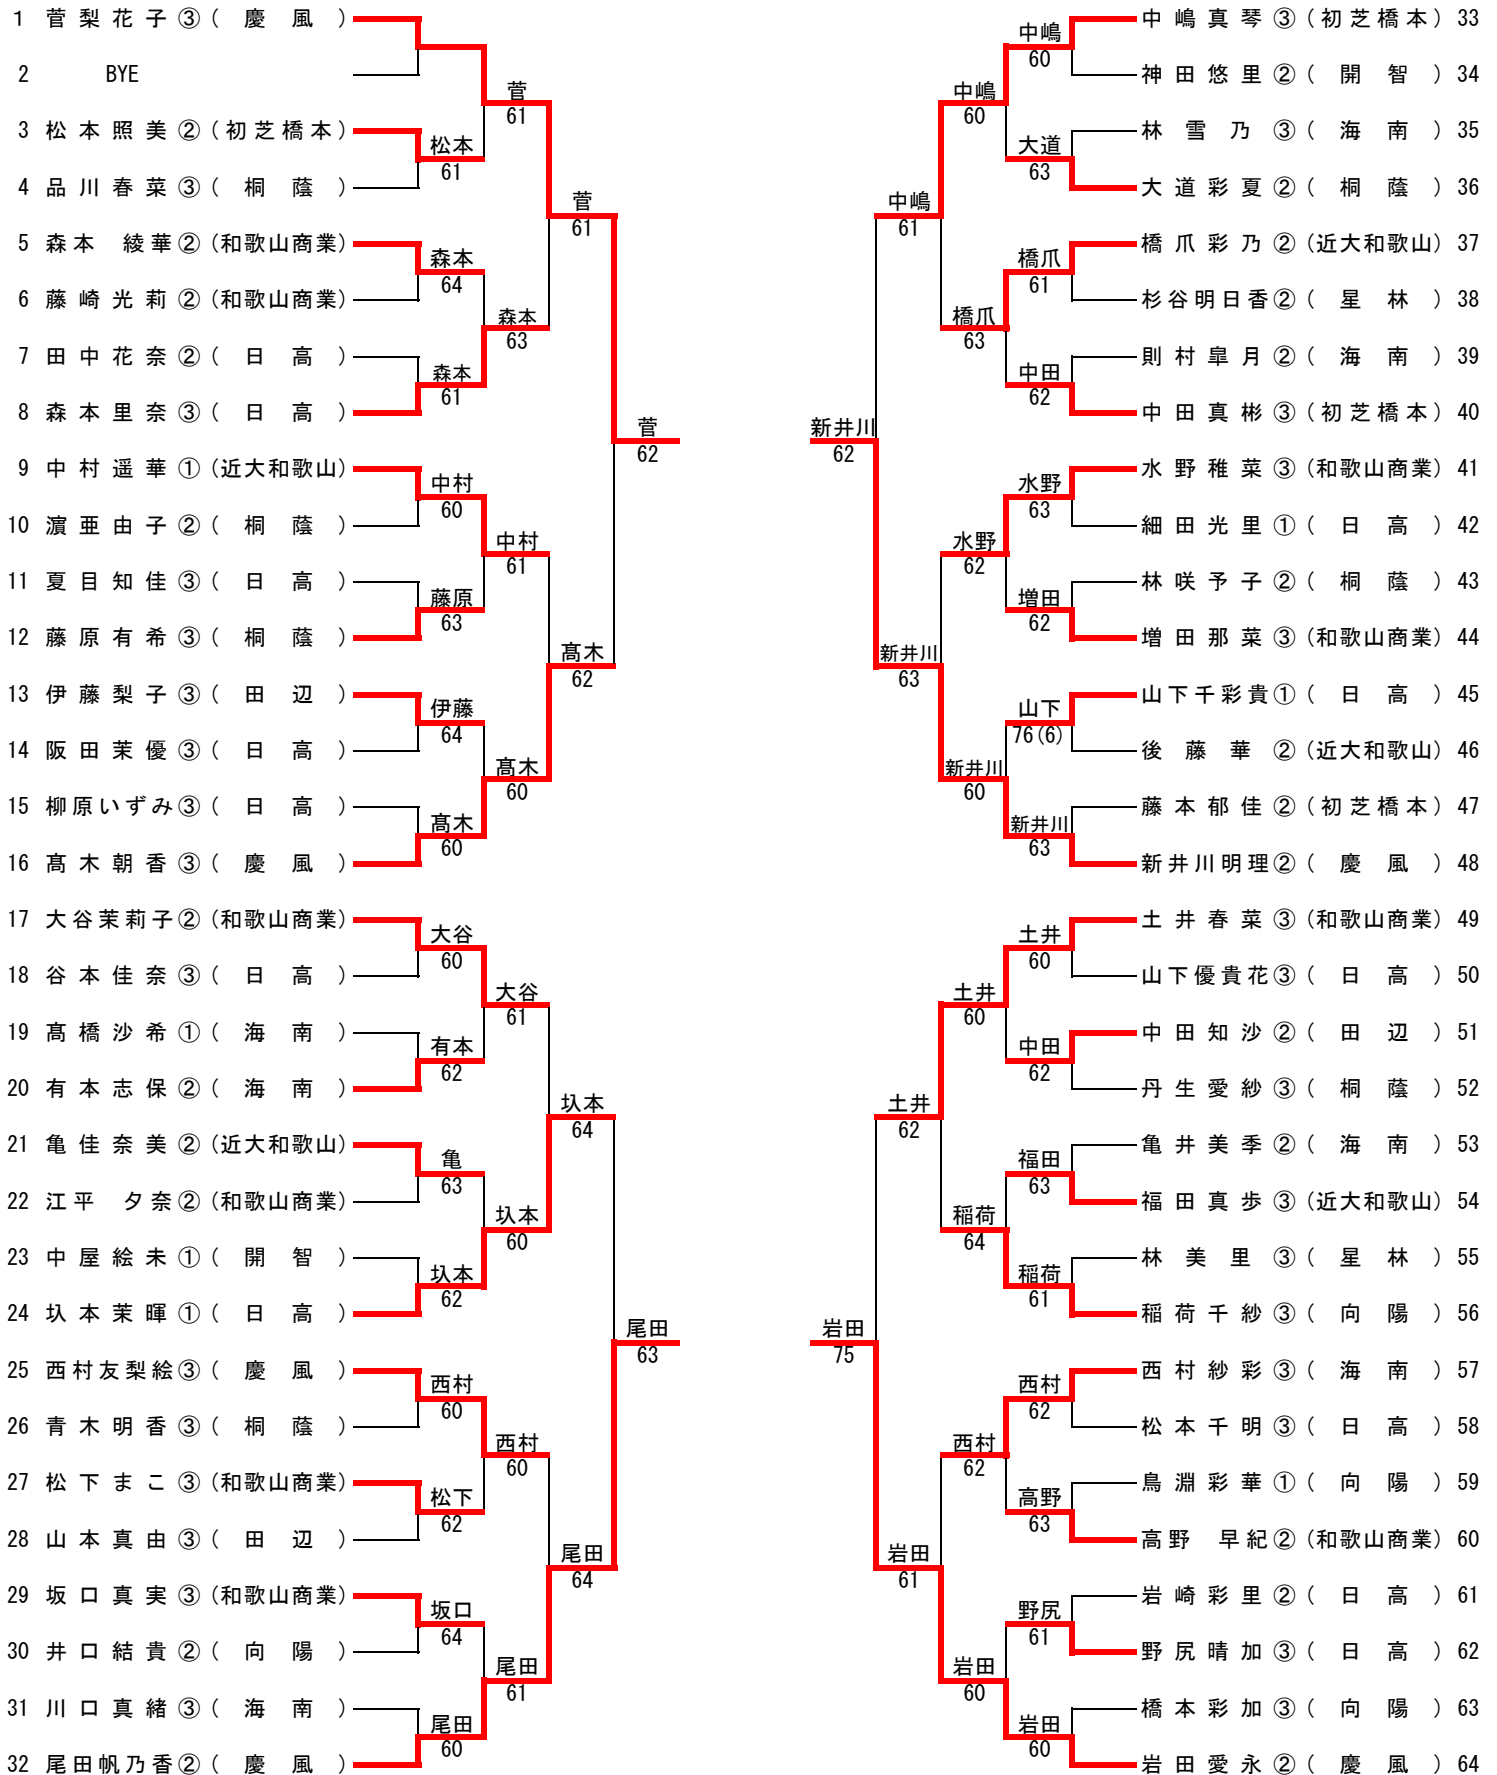 1 菅梨花子③(慶風)
2 BYE
3 松本照美②(初芝橋本)
4 品川春菜③(桐蔭)
5 森本 綾華②(和歌山商業)
6 藤崎光莉②(和歌山商業)
7 田中花奈②(日高)
8 森本里奈③(日高)
9 中村遥華①(近大和歌山)
10 濵亜由子②(桐蔭)
11 夏目知佳③(日高)
12 藤原有希③(桐蔭)
13 伊藤梨子③(田辺)
14 阪田茉優③(日高)
15 柳原いずみ③(日高)
16 髙木朝香③(慶風)
17 大谷茉莉子②(和歌山商業)
18 谷本佳奈③(日高)
19 髙橋沙希①(海南)
20 有本志保②(海南)
21 亀佳奈美②(近大和歌山)
22 江平 夕奈②(和歌山商業)
23 中屋絵未①(開智)
24 圦本茉暉①(日高)
25 西村友梨絵③(慶風)
26 青木明香③(桐蔭)
27 松下まこ③(和歌山商業)
28 山本真由③(田辺)
29 坂口真実③(和歌山商業)
30 井口結貴②(向陽)
31 川口真緒③(海南)
32 尾田帆乃香②(慶風)
松本
61
森本
64
森本
61
中村
60
藤原
63
伊藤
64
髙木
60
大谷
60
有本
62
亀
63
圦本
62
西村
60
松下
62
坂口
64
尾田
60
菅
61
森本
63
中村
61
髙木
60
大谷
61
圦本
60
西村
60
尾田
61
菅
61
髙木
62
圦本
64
尾田
64
菅
62
尾田
63
新井川
62
岩田
75
中嶋
61
新井川
63
土井
62
岩田
61
中嶋
60
橋爪
63
水野
62
新井川
60
土井
60
稲荷
64
西村
62
岩田
60
中嶋
60
大道
63
橋爪
61
中田
62
水野
63
増田
62
山下
76(6)
新井川
63
土井
60
中田
62
福田
63
稲荷
61
西村
62
高野
63
野尻
61
岩田
60
中嶋真琴③(初芝橋本) 33
神田悠里②(開智) 34
林雪乃③(海南) 35
大道彩夏②(桐蔭) 36
橋爪彩乃②(近大和歌山) 37
杉谷明日香②(星林) 38
則村皐月②(海南) 39
中田真彬③(初芝橋本) 40
水野稚菜③(和歌山商業) 41
細田光里①(日高) 42
林咲予子②(桐蔭) 43
増田那菜③(和歌山商業) 44
山下千彩貴①(日高) 45
後藤華②(近大和歌山) 46
藤本郁佳②(初芝橋本) 47
新井川明理②(慶風) 48
土井春菜③(和歌山商業) 49
山下優貴花③(日高) 50
中田知沙②(田辺) 51
丹生愛紗③(桐蔭) 52
亀井美季②(海南) 53
福田真歩③(近大和歌山) 54
林美里③(星林) 55
稲荷千紗③(向陽) 56
西村紗彩③(海南) 57
松本千明③(日高) 58
鳥淵彩華①(向陽) 59
高野 早紀②(和歌山商業) 60
岩崎彩里②(日高) 61
野尻晴加③(日高) 62
橋本彩加③(向陽) 63
岩田愛永②(慶風) 64